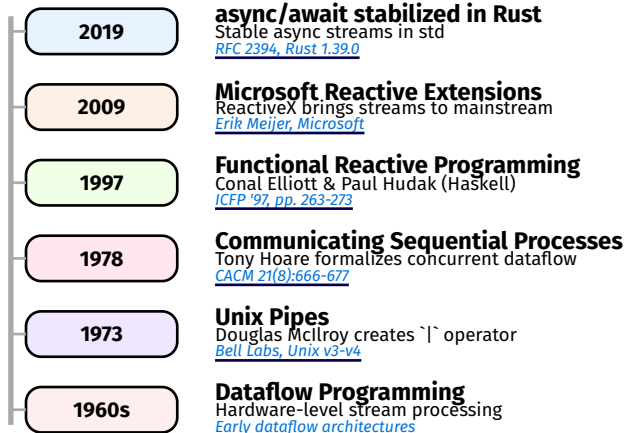 2019
async/await stabilized in Rust
Stable async streams in std
RFC 2394, Rust 1.39.0
2009
Microsoft Reactive Extensions
ReactiveX brings streams to mainstream
Erik Meijer, Microsoft
1997
Functional Reactive Programming
Conal Elliott & Paul Hudak (Haskell)
ICFP '97, pp. 263-273
1978
Communicating Sequential Processes
Tony Hoare formalizes concurrent dataflow
CACM 21(8):666-677
1973
Unix Pipes
Douglas McIlroy creates `|` operator
Bell Labs, Unix v3-v4
1960s
Dataflow Programming
Hardware-level stream processing
Early dataflow architectures